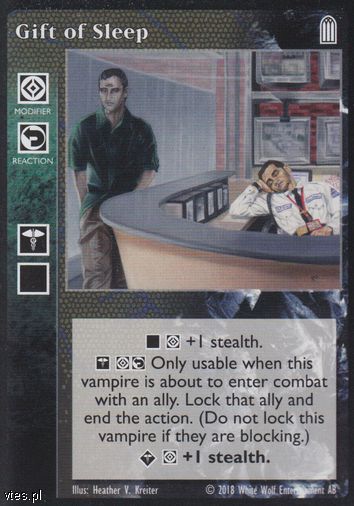 Gift of Sleep
MODIFIER
REACTION
+1 stealth.
Only usable when this
vampire is about to enter combat
with an ally. Lock that ally and
end the action. (Do not lock this
vampire if they are blocking.)
+1 stealth.
Illus: Heather V. Kreiter © 2018 White Wolf Entertainment AB
vtes.pl